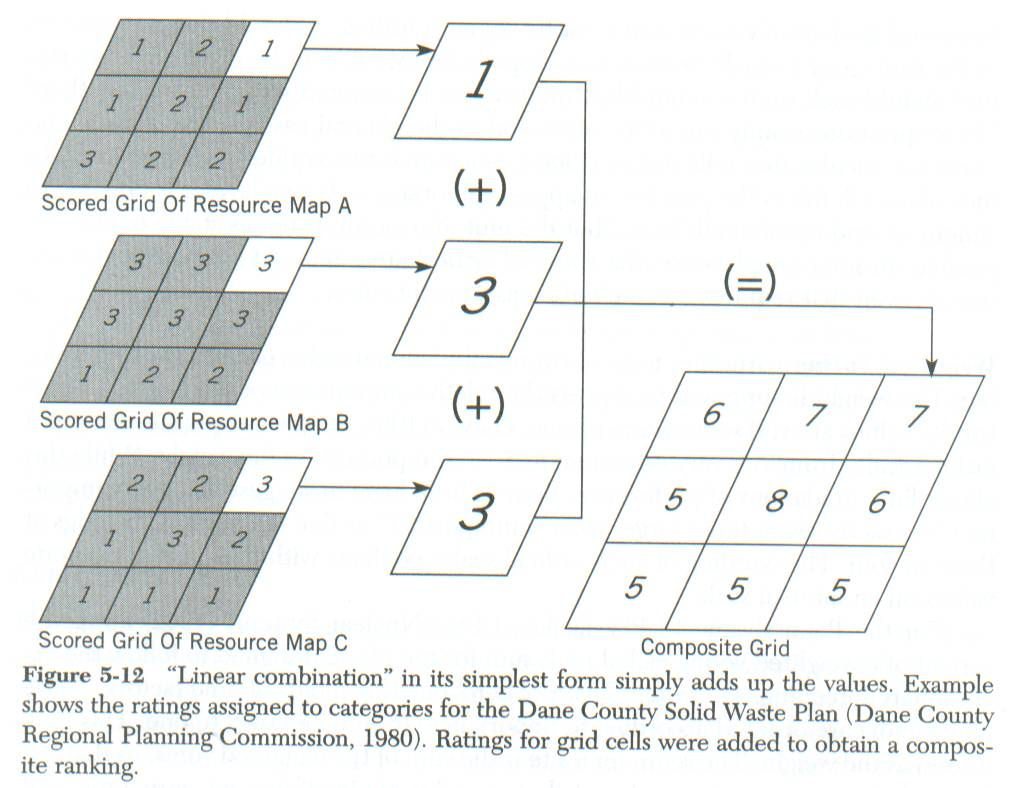 1 2 1
1 2 1
3 2 2
Scored Grid Of Resource Map A
1
(+)
3 3 3
3 3 3
1 2 2
Scored Grid Of Resource Map B
3
(=)
(+)
2 2 3
1 3 2
1 1 1
Scored Grid Of Resource Map C
3
6 7 7
5 8 6
5 5 5
Composite Grid
Figure 5-12 “Linear combination” in its simplest form simply adds up the values. Example
shows the ratings assigned to categories for the Dane County Solid Waste Plan (Dane County
Regional Planning Commission, 1980). Ratings for grid cells were added to obtain a compos-
ite ranking.